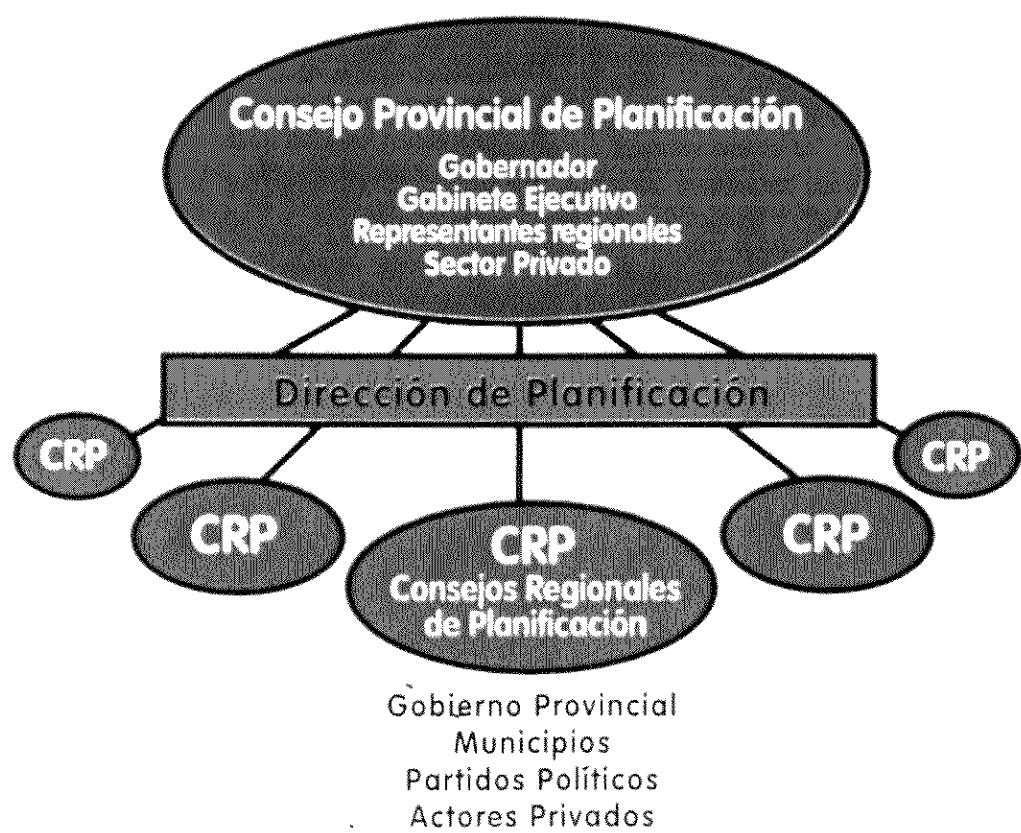 Consejo Provincial de Planificación
Gobernador
Gabinete Ejecutivo
Representantes regionales
Sector Privado
Dirección de Planificación
CRP
CRP
CRP
CRP
CRP
Consejos Regionales
de Planificación
Gobierno Provincial
Municipios
Partidos Políticos
Actores Privados